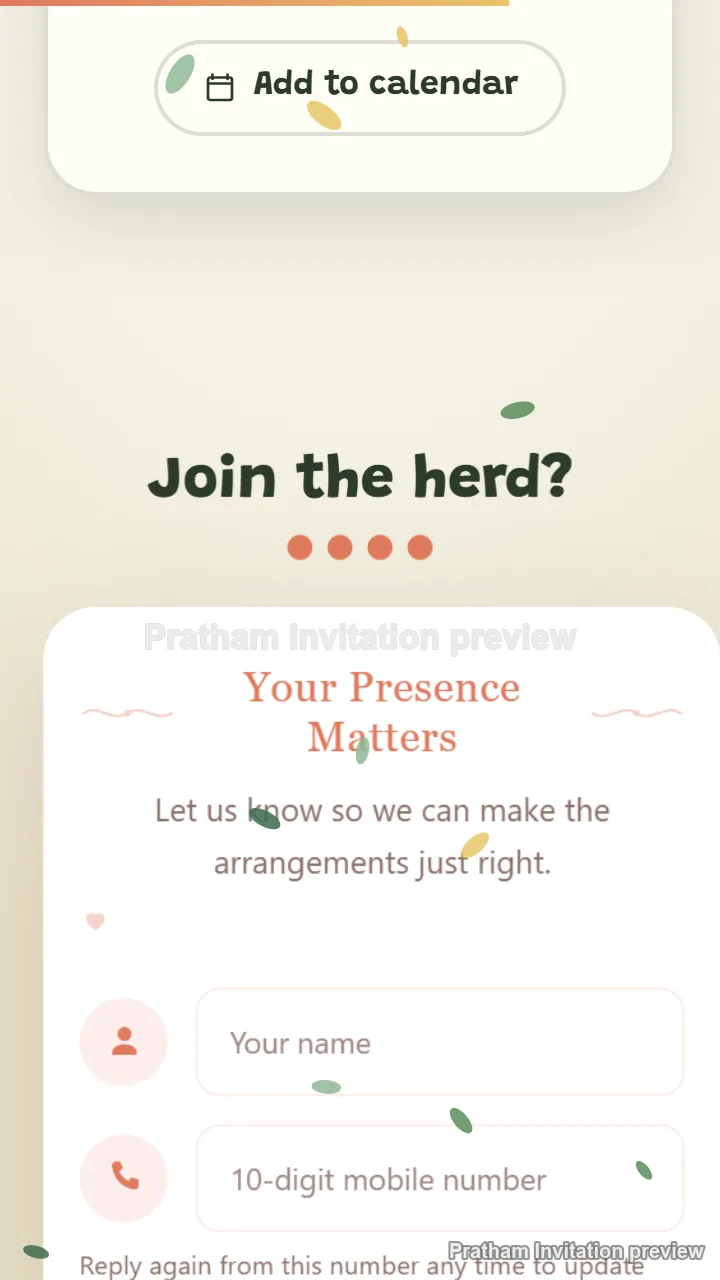 Add to calendar
Join the herd?
Pratham Invitation preview
Your Presence
Matters
Let us know so we can make the
arrangements just right.
Your name
10-digit mobile number
Pratham Invitation preview
Reply again from this number any time to update